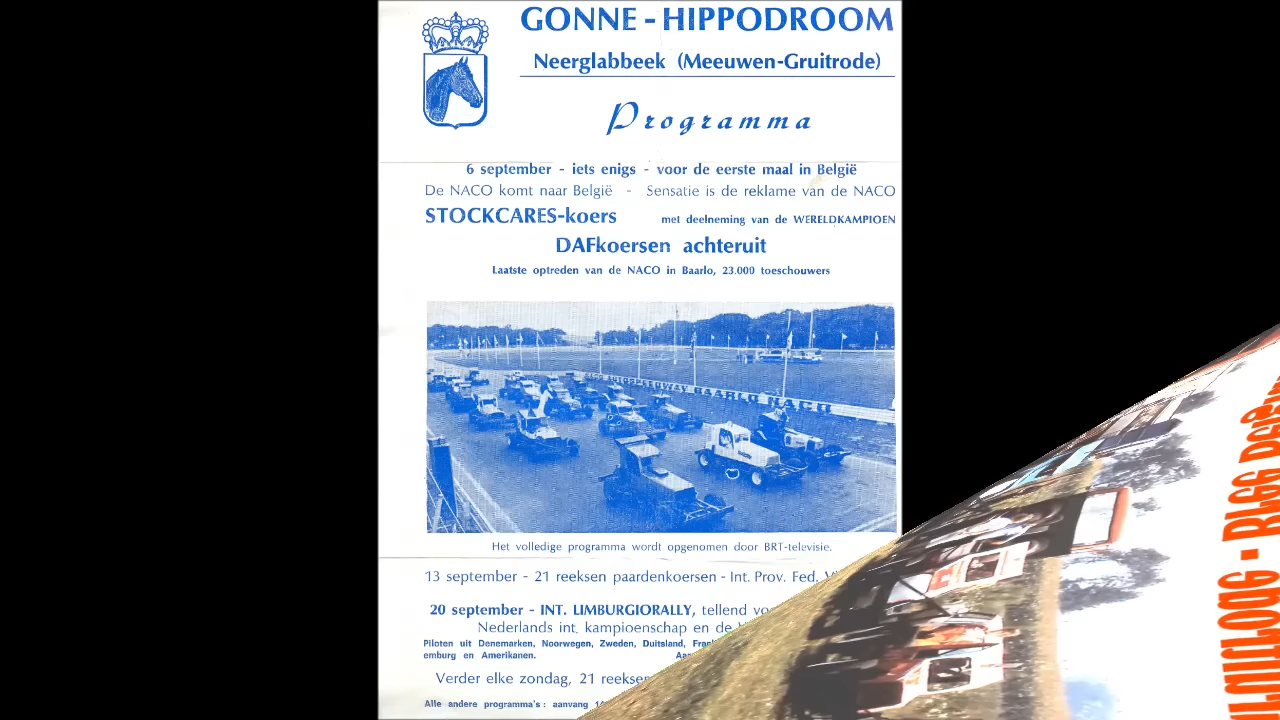 GONNE - HIPPODROOM
Neerglabbeek (Meeuwen-Gruitrode)
Programma
6 september - iets enigs - voor de eerste maal in België
De NACO komt naar België - Sensatie is de reklame van de NACO
STOCKCARES-koers met deelneming van de WERELDKAMPIOEN
DAFkoersen achteruit
Laatste optreden van de NACO in Baarlo, 23.000 toeschouwers
AUTOSPEEDWAY BAARLO NACO
Het volledige programma wordt opgenomen door BRT-televisie.
13 september - 21 reeksen paardenkoersen - Int. Prov. Fed.
20 september - INT. LIMBURGIORALLY, tellend
Nederlands int. kampioenschap en de
Piloten uit Denemarken, Noorwegen, Zweden, Duitsland,
emburg en Amerikanen.
Verder elke zondag, 21 reeksen
Alle andere programma's : aanvang